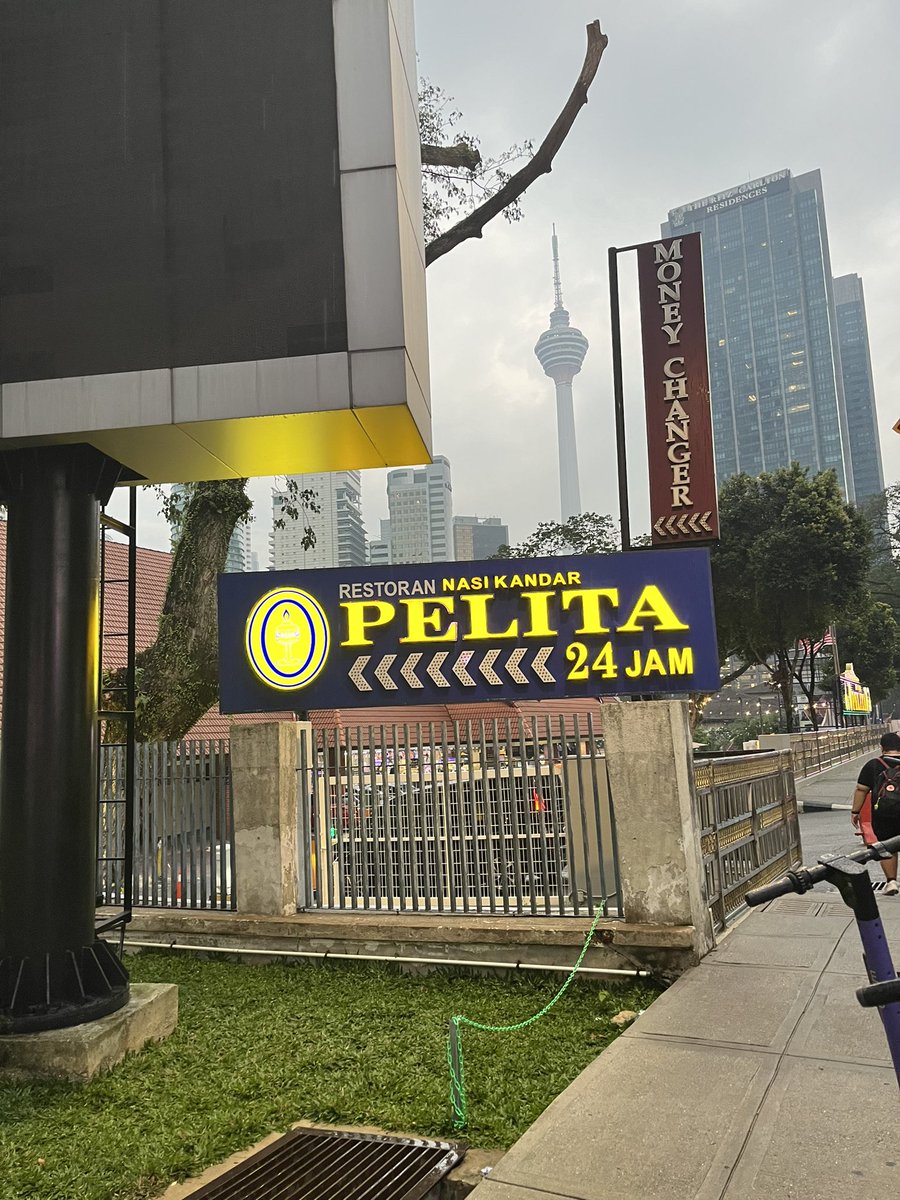 THE RITZ-CARLTON
RESIDENCES
MONEY CHANGER
RESTORAN NASI KANDAR
PELITA
24 JAM